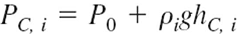 P_{C, i} = P_0 + ρ_i g h_{C, i}